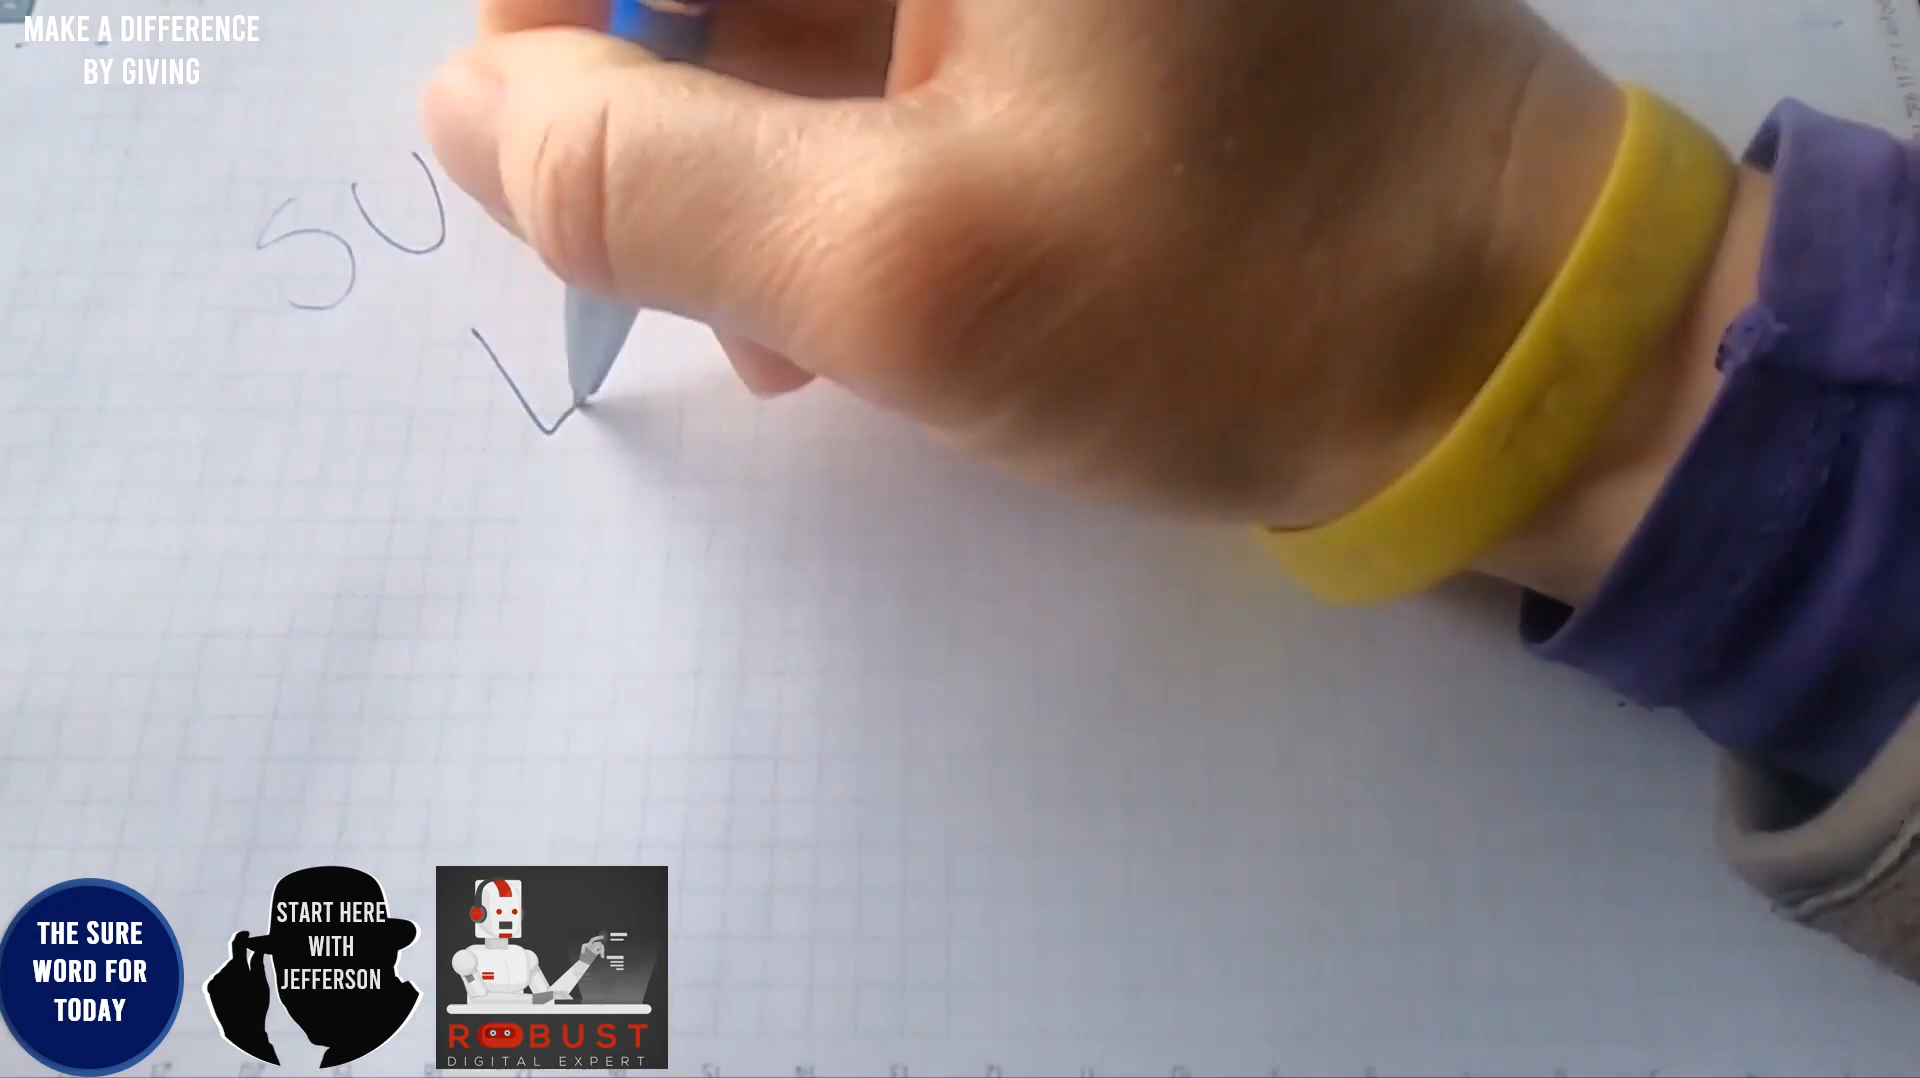 MAKE A DIFFERENCE
BY GIVING
SU
THE SURE
WORD FOR
TODAY
START HERE
WITH
JEFFERSON
ROBUST
DIGITAL EXPERT